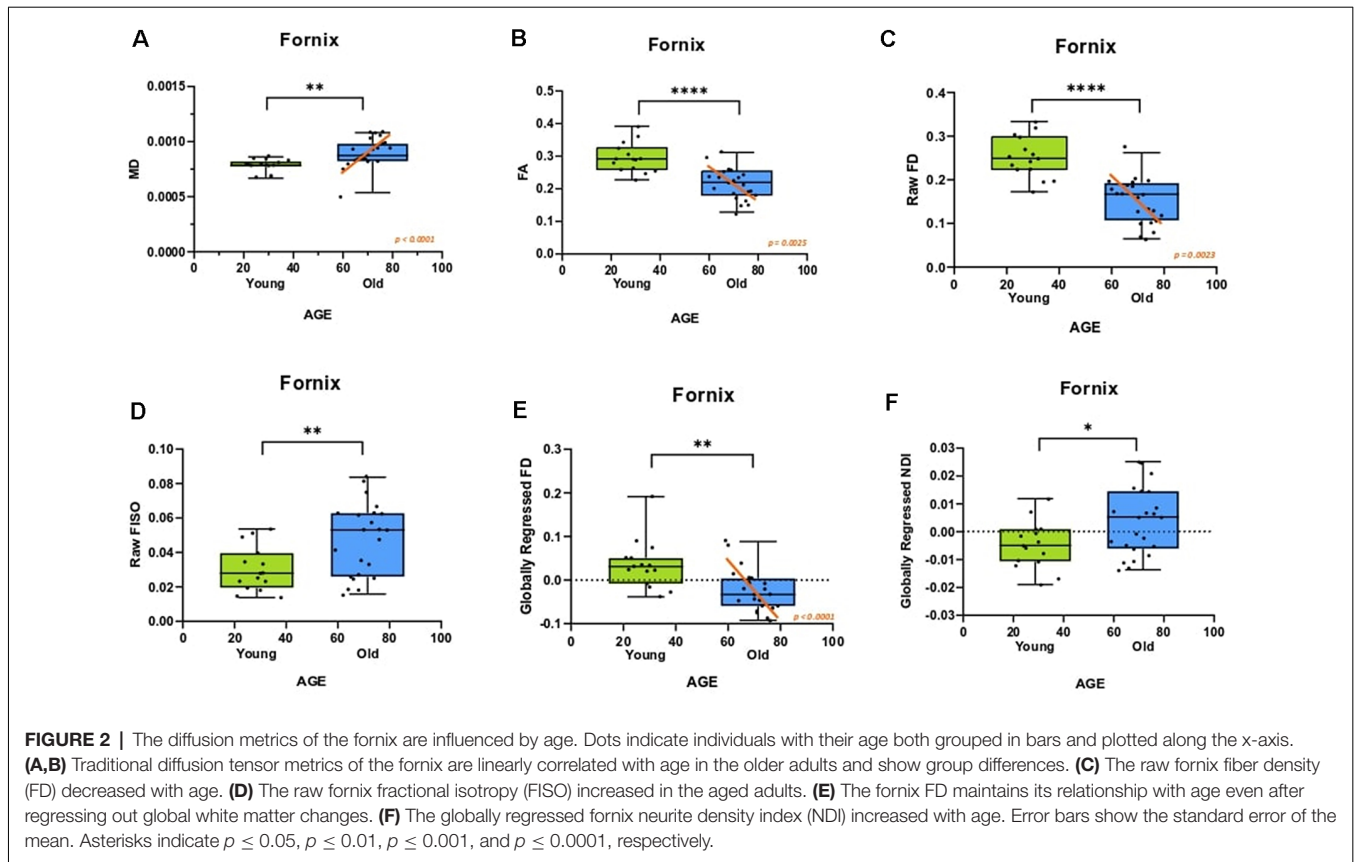 A
Fornix
**
0.0015
0.0010
0.0005
0.0000
MD
p < 0.0001
0 20 40 60 80 100
Young Old
AGE
B
Fornix
****
0.5
0.4
0.3
0.2
0.1
0.0
FA
p = 0.0025
0 20 40 60 80 100
Young Old
AGE
C
Fornix
****
0.4
0.3
0.2
0.1
0.0
Raw FD
p = 0.0023
0 20 40 60 80 100
Young Old
AGE
D
Fornix
**
0.10
0.08
0.06
0.04
0.02
0.00
Raw FISO
0 20 40 60 80 100
Young Old
AGE
E
Fornix
**
0.3
0.2
0.1
0.0
-0.1
Globally Regressed FD
p < 0.0001
0 20 40 60 80 100
Young Old
AGE
F
Fornix
*
0.03
0.02
0.01
0.00
-0.01
-0.02
-0.03
Globally Regressed NDI
0 20 40 60 80 100
Young Old
AGE
FIGURE 2 | The diffusion metrics of the fornix are influenced by age. Dots indicate individuals with their age both grouped in bars and plotted along the x-axis.
(A,B) Traditional diffusion tensor metrics of the fornix are linearly correlated with age in the older adults and show group differences. (C) The raw fornix fiber density
(FD) decreased with age. (D) The raw fornix fractional isotropy (FISO) increased in the aged adults. (E) The fornix FD maintains its relationship with age even after
regressing out global white matter changes. (F) The globally regressed fornix neurite density index (NDI) increased with age. Error bars show the standard error of the
mean. Asterisks indicate p ≤ 0.05, p ≤ 0.01, p ≤ 0.001, and p ≤ 0.0001, respectively.